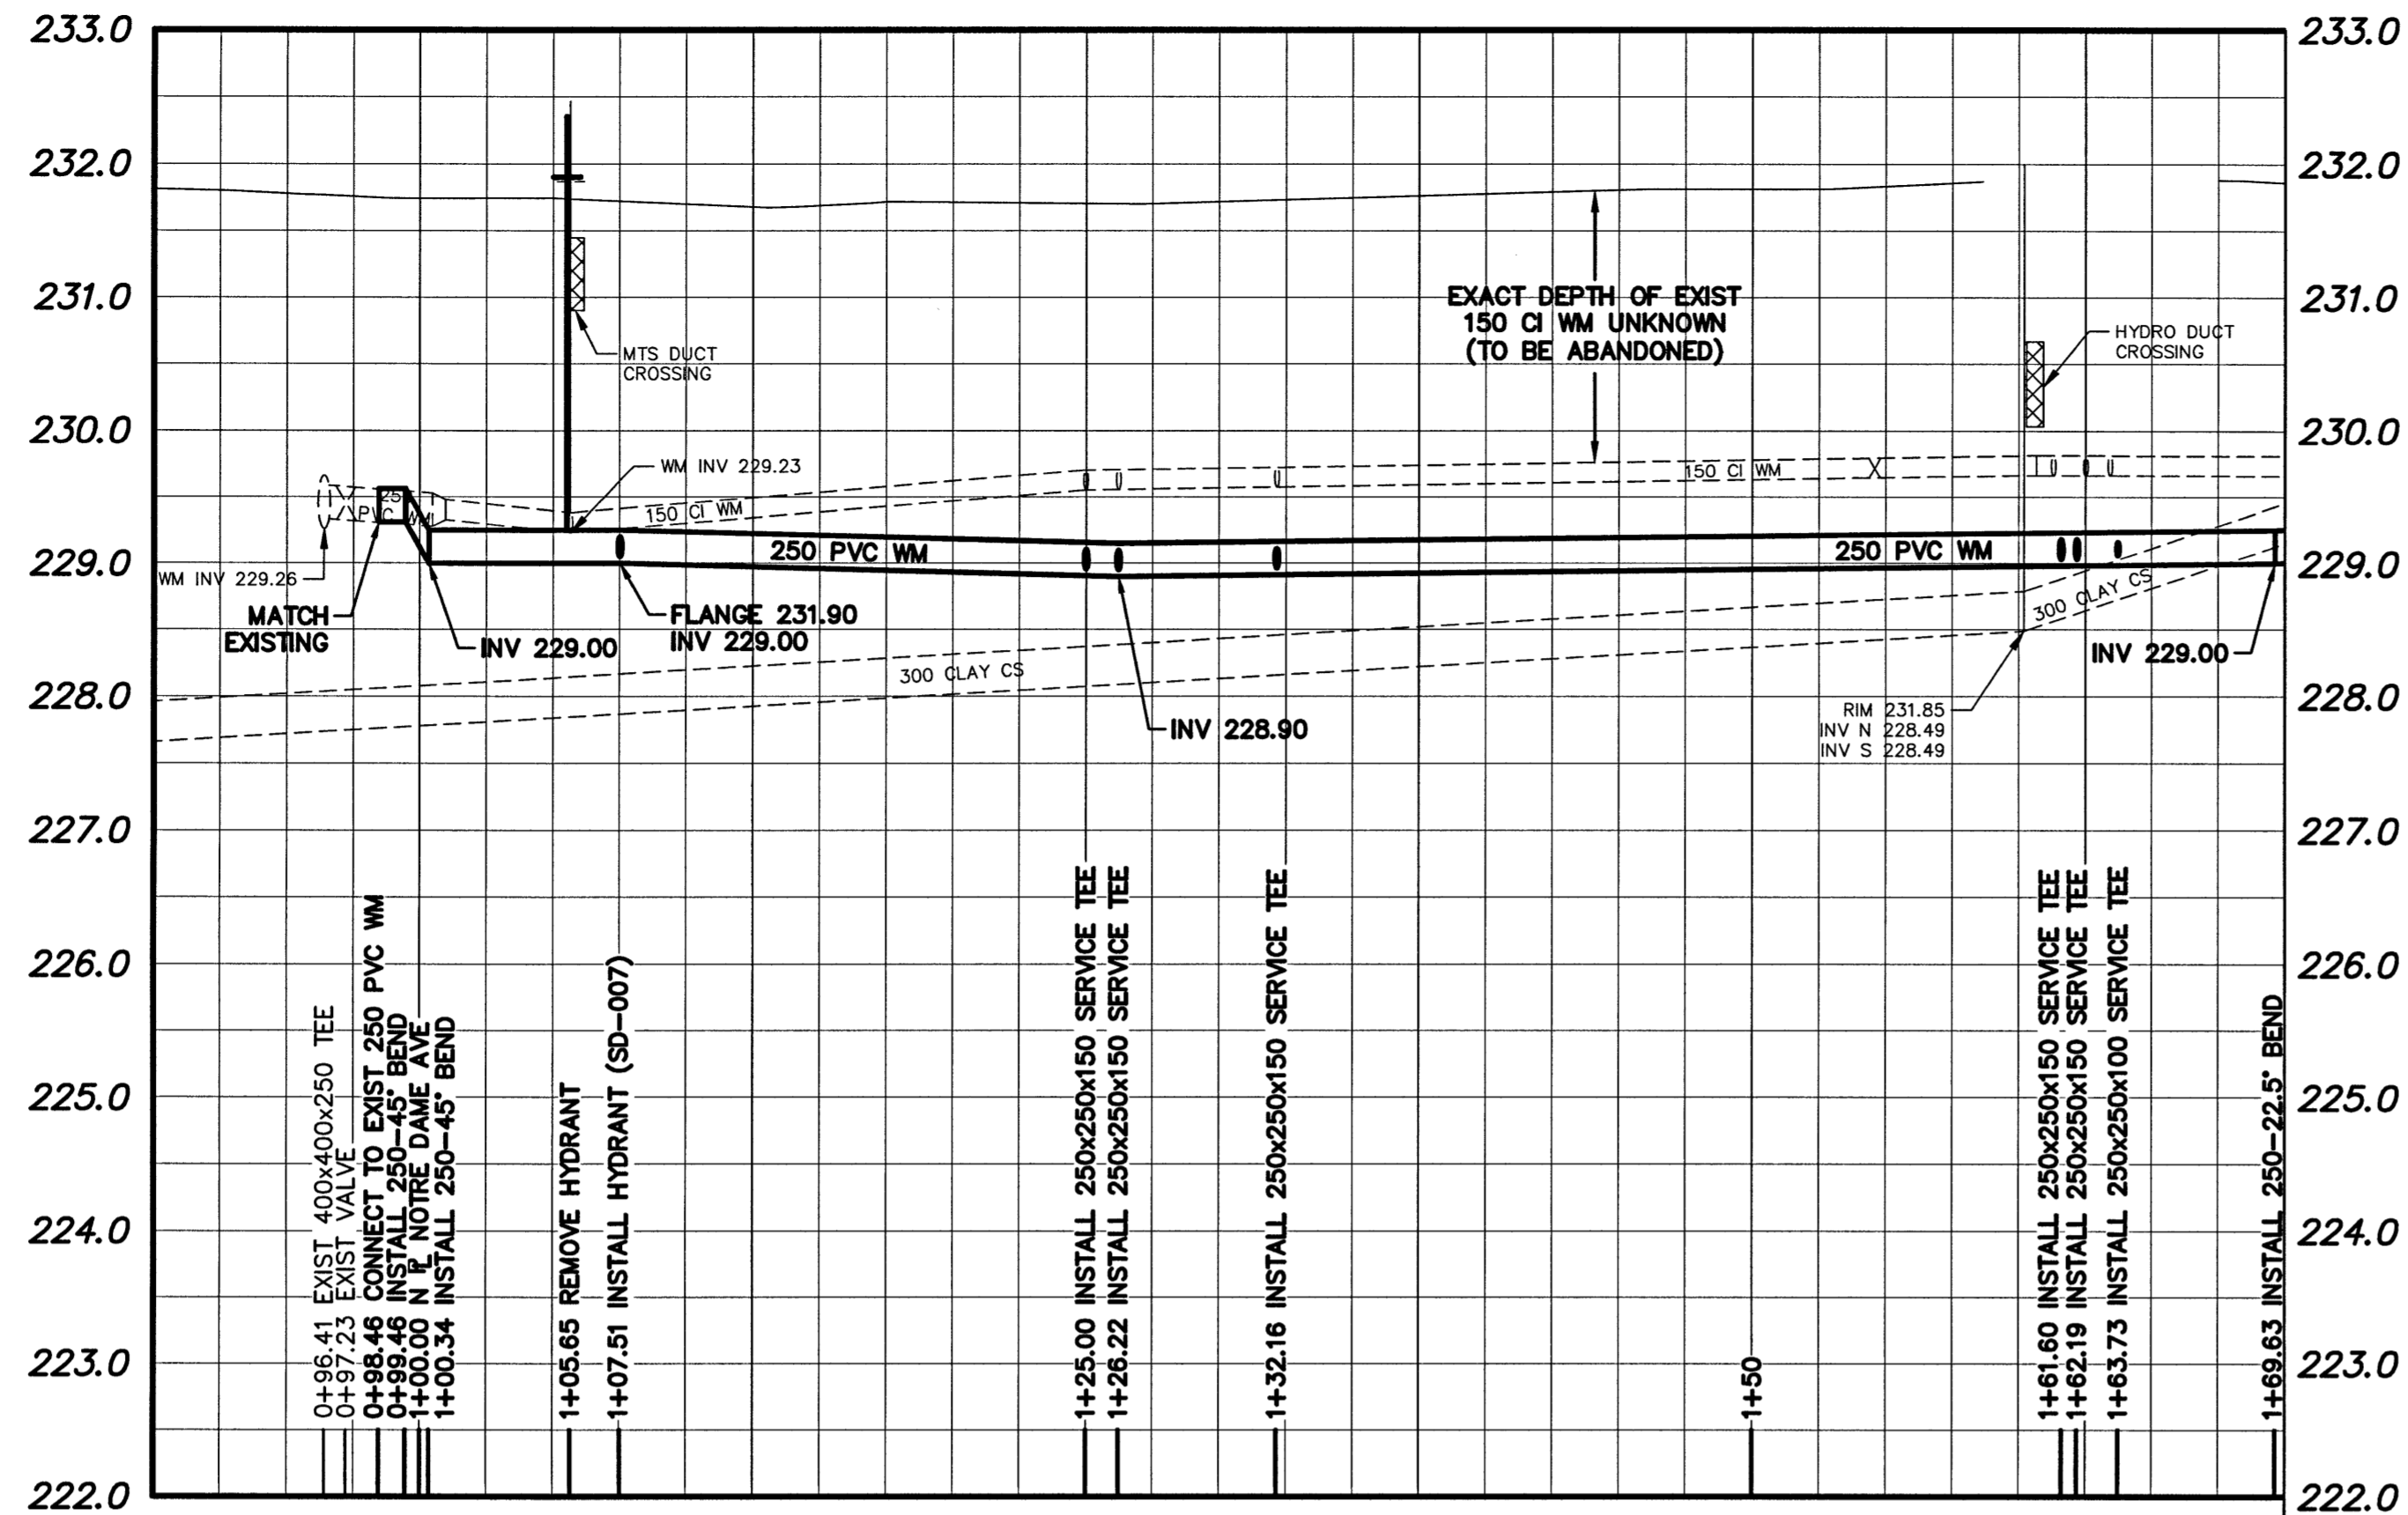 233.0
233.0
232.0
232.0
231.0
231.0
230.0
230.0
229.0
229.0
228.0
228.0
227.0
227.0
226.0
226.0
225.0
225.0
224.0
224.0
223.0
223.0
222.0
222.0
EXACT DEPTH OF EXIST
150 CI WM UNKNOWN
(TO BE ABANDONED)
MTS DUCT
CROSSING
HYDRO DUCT
CROSSING
WM INV 229.23
150 CI WM
150 CI WM
25
PVC WM
250 PVC WM
250 PVC WM
WM INV 229.26
MATCH
EXISTING
INV 229.00
FLANGE 231.90
INV 229.00
300 CLAY CS
300 CLAY CS
INV 229.00
INV 228.90
RIM 231.85
INV N 228.49
INV S 228.49
0+96.41 EXIST 400x400x250 TEE
0+97.23 EXIST VALVE
0+98.46 CONNECT TO EXIST 250 PVC WM
0+99.46 INSTALL 250-45° BEND
1+00.00 N PL NOTRE DAME AVE
1+00.34 INSTALL 250-45° BEND
1+05.65 REMOVE HYDRANT
1+07.51 INSTALL HYDRANT (SD-007)
1+25.00 INSTALL 250x250x150 SERVICE TEE
1+26.22 INSTALL 250x250x150 SERVICE TEE
1+32.16 INSTALL 250x250x150 SERVICE TEE
1+50
1+61.60 INSTALL 250x250x150 SERVICE TEE
1+62.19 INSTALL 250x250x150 SERVICE TEE
1+63.73 INSTALL 250x250x100 SERVICE TEE
1+69.63 INSTALL 250-22.5° BEND